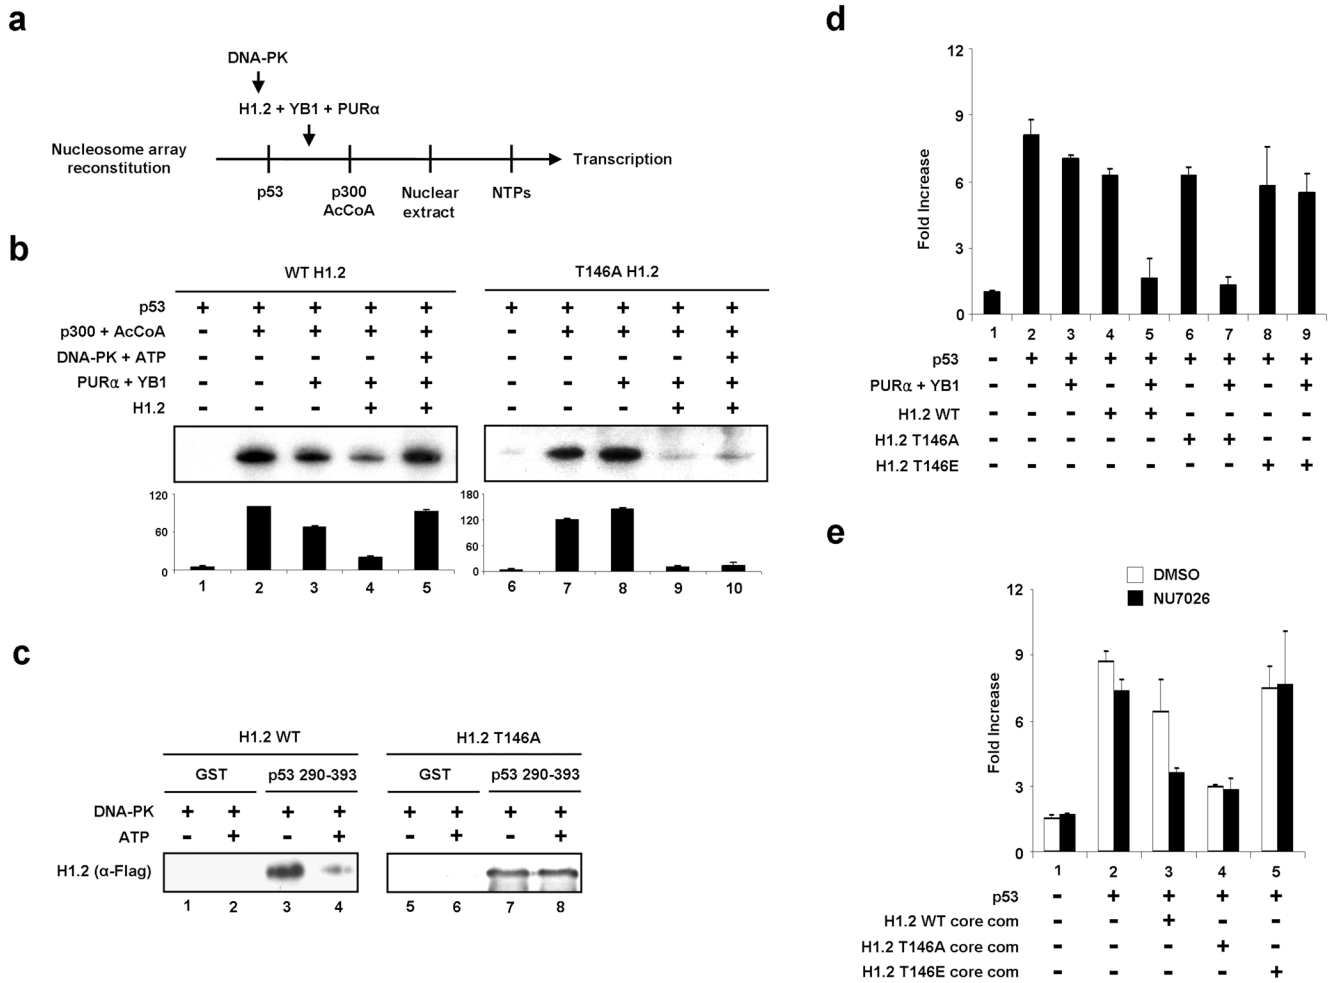 a
DNA-PK
H1.2 + YB1 + PURα
Nucleosome array
reconstitution
Transcription
p53
p300
AcCoA
Nuclear
extract
NTPs
b
WT H1.2
T146A H1.2
p53 + + + + + + + + + +
p300 + AcCoA - + + + + - + + + +
DNA-PK + ATP - - - - + - - - - +
PURα + YB1 - - + + + - - + + +
H1.2 - - - + + - - - + +
120
60
0
180
120
60
0
1 2 3 4 5 6 7 8 9 10
c
H1.2 WT
H1.2 T146A
GST p53 290-393 GST p53 290-393
DNA-PK + + + + + + + +
ATP - + - + - + - +
H1.2 (α-Flag)
1 2 3 4 5 6 7 8
d
Fold Increase
12
9
6
3
0
1 2 3 4 5 6 7 8 9
p53 - + + + + + + + +
PURα + YB1 - - + - + - + - +
H1.2 WT - - - + + - - - -
H1.2 T146A - - - - - + + - -
H1.2 T146E - - - - - - - + +
e
DMSO
NU7026
Fold Increase
12
9
6
3
0
1 2 3 4 5
p53 - + + + +
H1.2 WT core com - - + - -
H1.2 T146A core com - - - + -
H1.2 T146E core com - - - - +